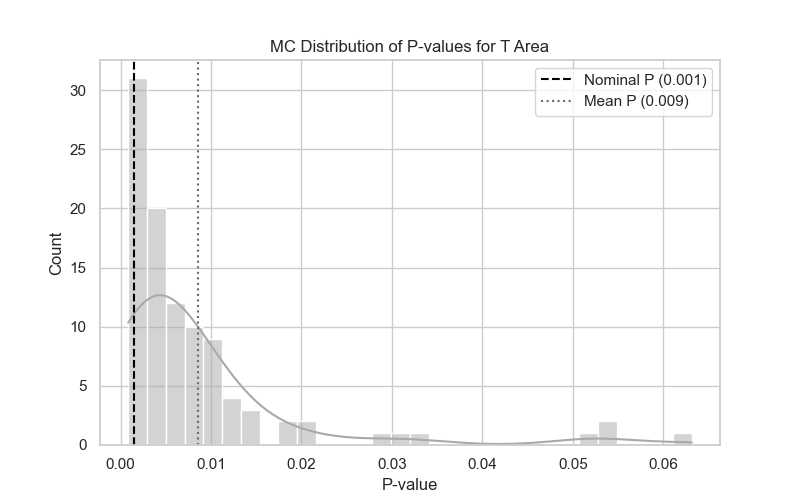 MC Distribution of P-values for T Area
Nominal P (0.001)
Mean P (0.009)
30
25
20
15
10
5
0
Count
0.00 0.01 0.02 0.03 0.04 0.05 0.06
P-value